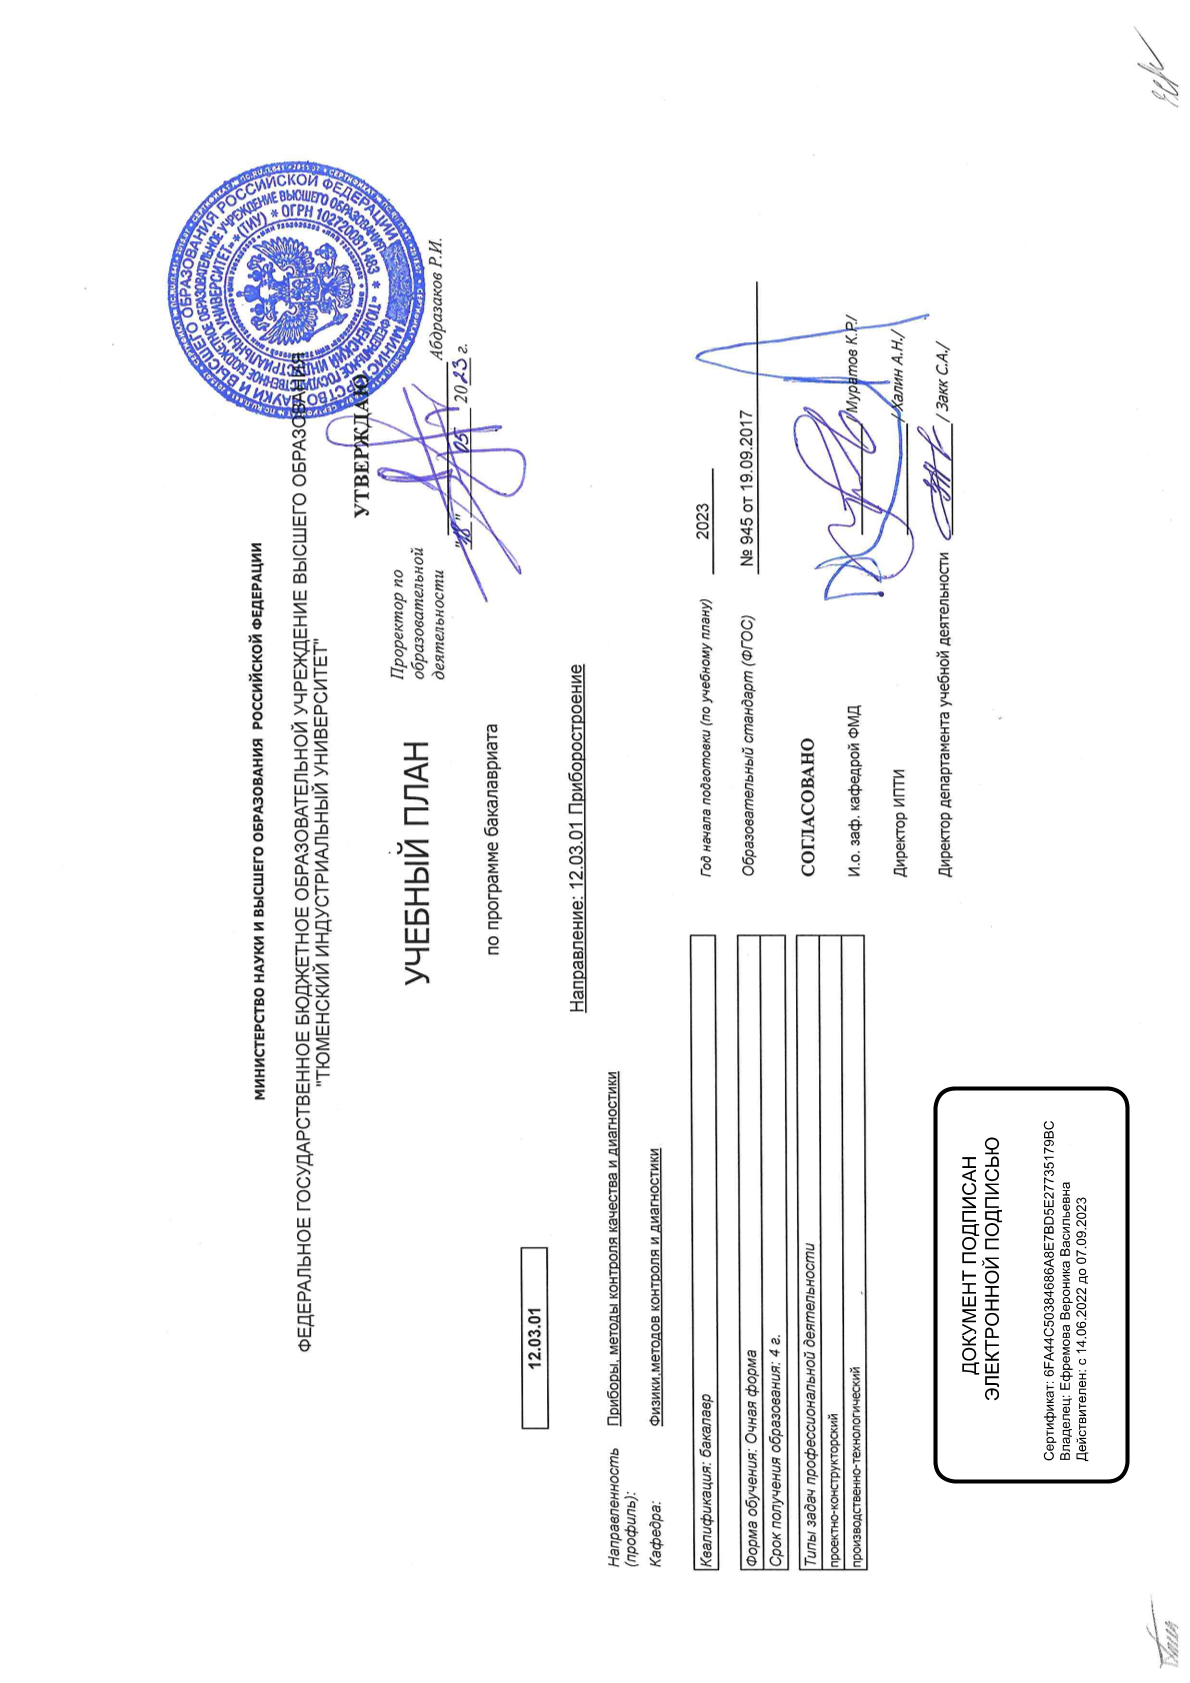 МИНИСТЕРСТВО НАУКИ И ВЫСШЕГО ОБРАЗОВАНИЯ РОССИЙСКОЙ ФЕДЕРАЦИИ
ФЕДЕРАЛЬНОЕ ГОСУДАРСТВЕННОЕ БЮДЖЕТНОЕ ОБРАЗОВАТЕЛЬНОЕ УЧРЕЖДЕНИЕ ВЫСШЕГО ОБРАЗОВАНИЯ
"ТЮМЕНСКИЙ ИНДУСТРИАЛЬНЫЙ УНИВЕРСИТЕТ"
УТВЕРЖДАЮ
Проректор по
образовательной
деятельности
Абдразаков Р.И.
"18" 05 2023 г.
УЧЕБНЫЙ ПЛАН
по программе бакалавриата
12.03.01
Направление: 12.03.01 Приборостроение
Направленность
(профиль):
Приборы, методы контроля качества и диагностики
Кафедра:
Физики,методов контроля и диагностики
Квалификация: бакалавр
Форма обучения: Очная форма
Срок получения образования: 4 г.
Типы задач профессиональной деятельности
проектно-конструкторский
производственно-технологический
Год начала подготовки (по учебному плану)
2023
Образовательный стандарт (ФГОС)
№ 945 от 19.09.2017
СОГЛАСОВАНО
И.о. заф. кафедрой ФМД
/Муратов К.Р./
Директор ИПТИ
/ Халин А.Н./
Директор департамента учебной деятельности
/ Закк С.А./
ДОКУМЕНТ ПОДПИСАН
ЭЛЕКТРОННОЙ ПОДПИСЬЮ
Сертификат: 6FA44C50384686A8E7BD5E27735179BC
Владелец: Ефремова Вероника Васильевна
Действителен: с 14.06.2022 до 07.09.2023
МИНИСТЕРСТВО НАУКИ И ВЫСШЕГО ОБРАЗОВАНИЯ РОССИЙСКОЙ ФЕДЕРАЦИИ
ФЕДЕРАЛЬНОЕ ГОСУДАРСТВЕННОЕ БЮДЖЕТНОЕ ОБРАЗОВАТЕЛЬНОЕ УЧРЕЖДЕНИЕ ВЫСШЕГО ОБРАЗОВАНИЯ
* «ТЮМЕНСКИЙ ИНДУСТРИАЛЬНЫЙ УНИВЕРСИТЕТ» * (ТИУ) * ОГРН 1027200811483